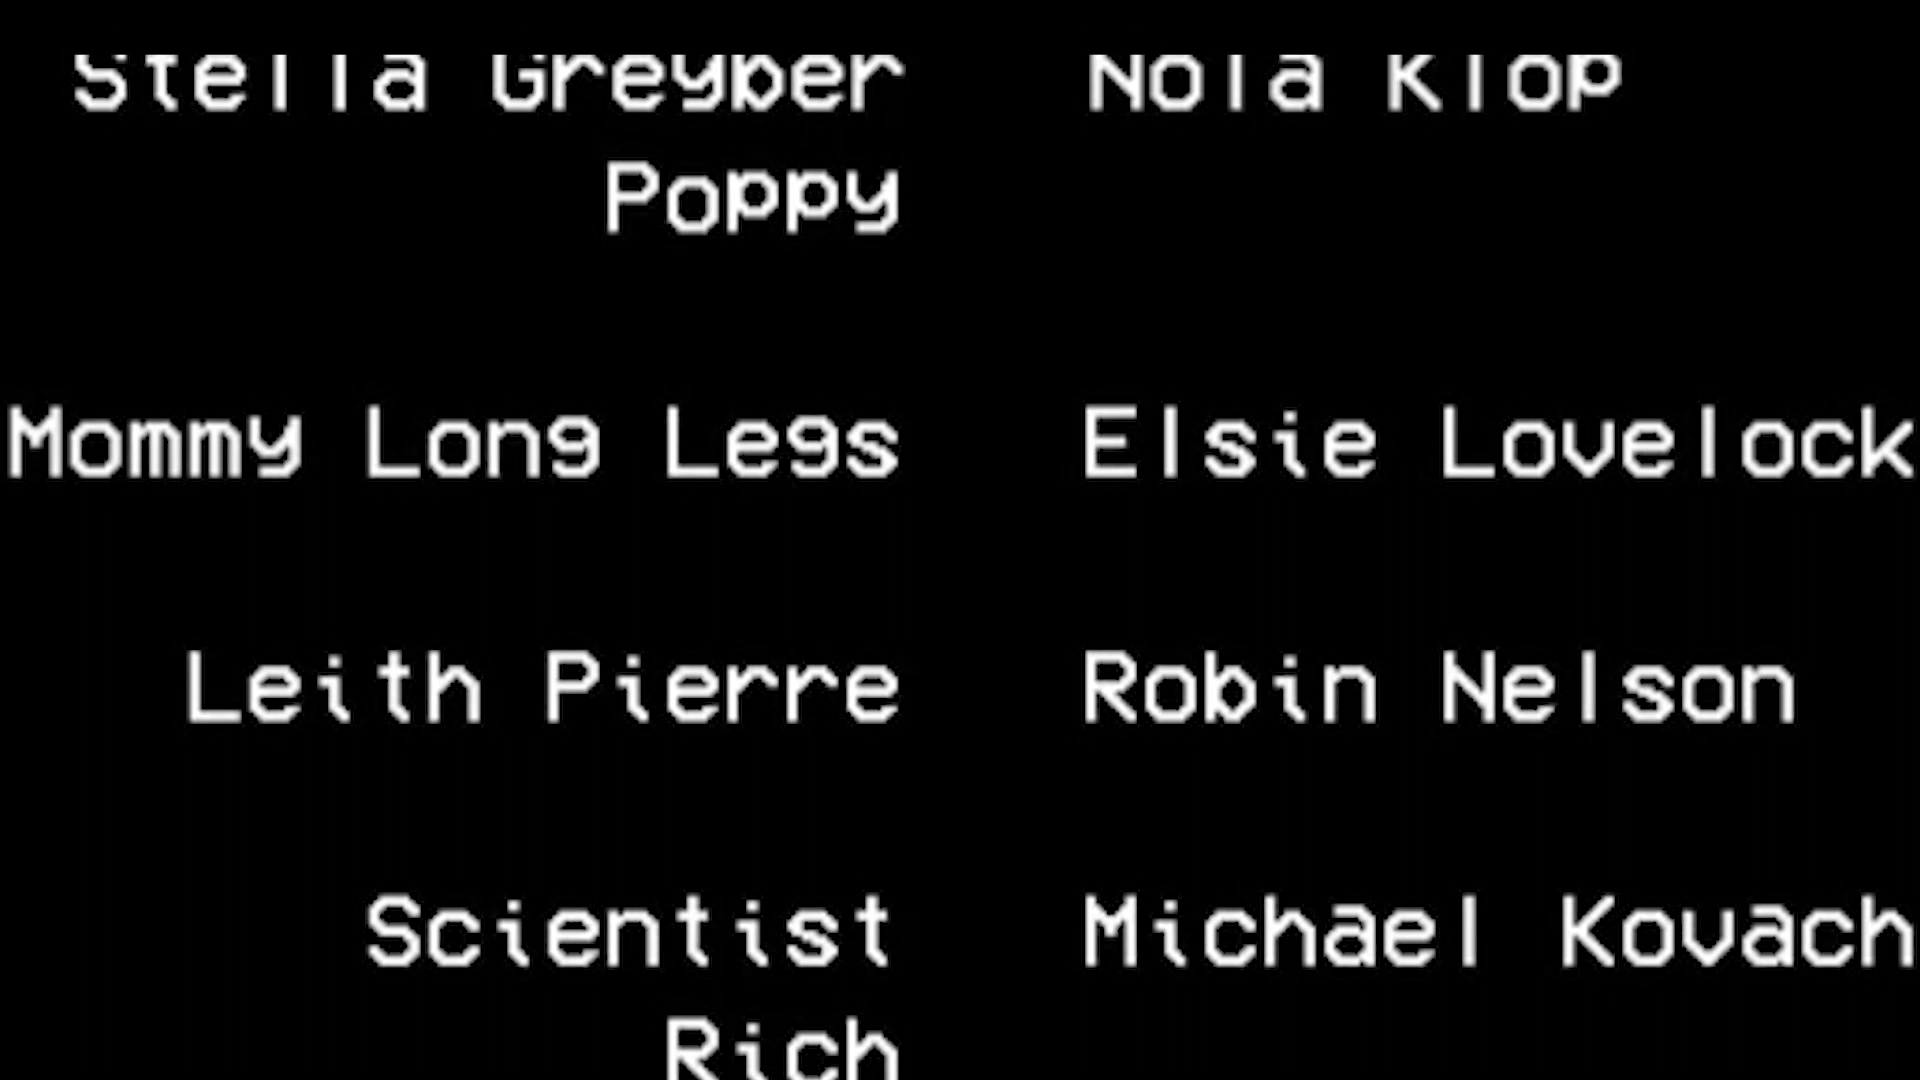 Stella Greyber Nola Klop
Poppy
Mommy Long Legs Elsie Lovelock
Leith Pierre Robin Nelson
Scientist Michael Kovach
Rich